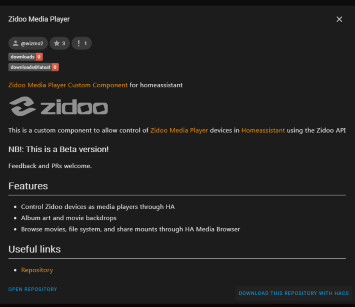 Zidoo Media Player
@wizmo2 3 1
downloads 0
downloads@latest 0
Zidoo Media Player Custom Component for homeassistant
zidoo
This is a custom component to allow control of Zidoo Media Player devices in Homeassistant using the Zidoo API
NB!: This is a Beta version!
Feedback and PRs welcome.
Features
• Control Zidoo devices as media players through HA
• Album art and movie backdrops
• Browse movies, file system, and share mounts through HA Media Browser
Useful links
• Repository
OPEN REPOSITORY
DOWNLOAD THIS REPOSITORY WITH HACS